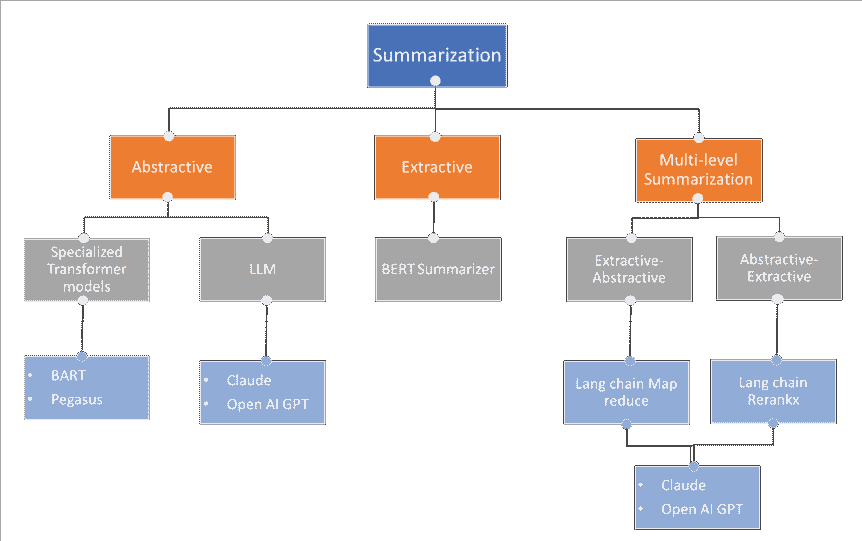 Summarization
Abstractive
Extractive
Multi-level
Summarization
Specialized
Transformer
models
LLM
BERT Summarizer
Extractive-
Abstractive
Abstractive-
Extractive
• BART
• Pegasus
• Claude
• Open AI GPT
Lang chain Map
reduce
Lang chain
Rerankx
• Claude
• Open AI GPT